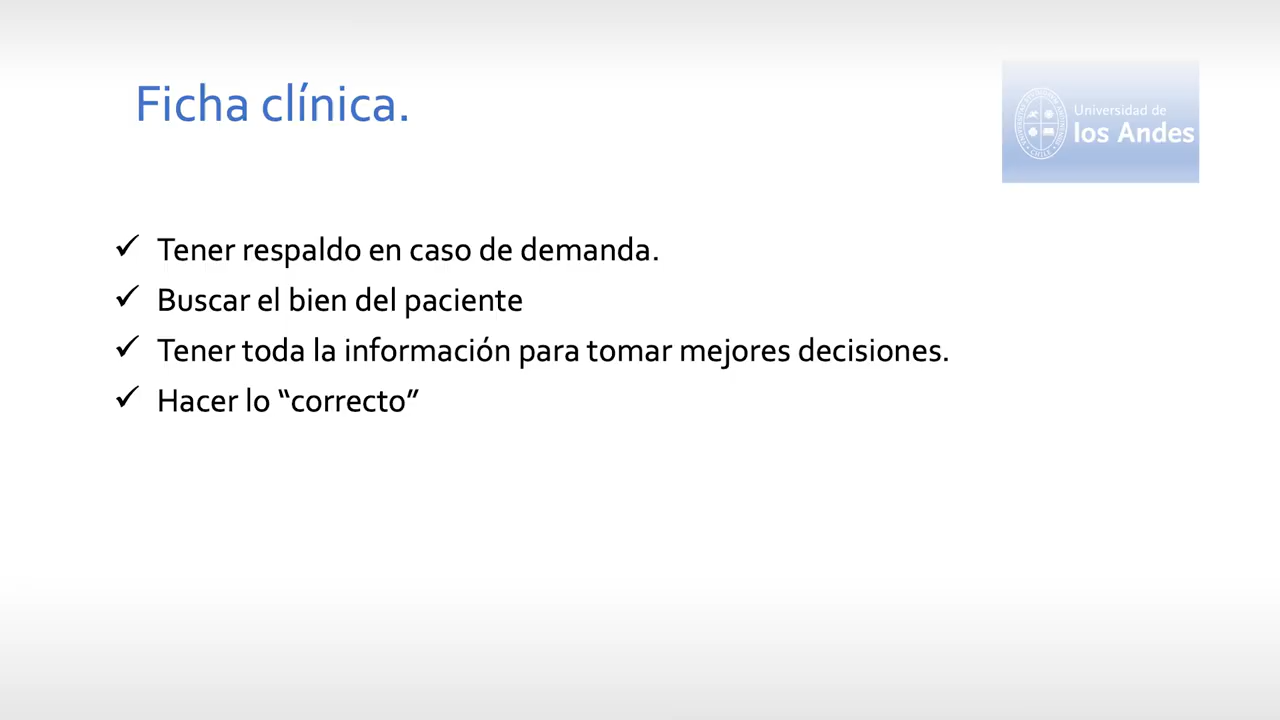 Ficha clínica.
Universidad de
los Andes
✓ Tener respaldo en caso de demanda.
✓ Buscar el bien del paciente
✓ Tener toda la información para tomar mejores decisiones.
✓ Hacer lo “correcto”